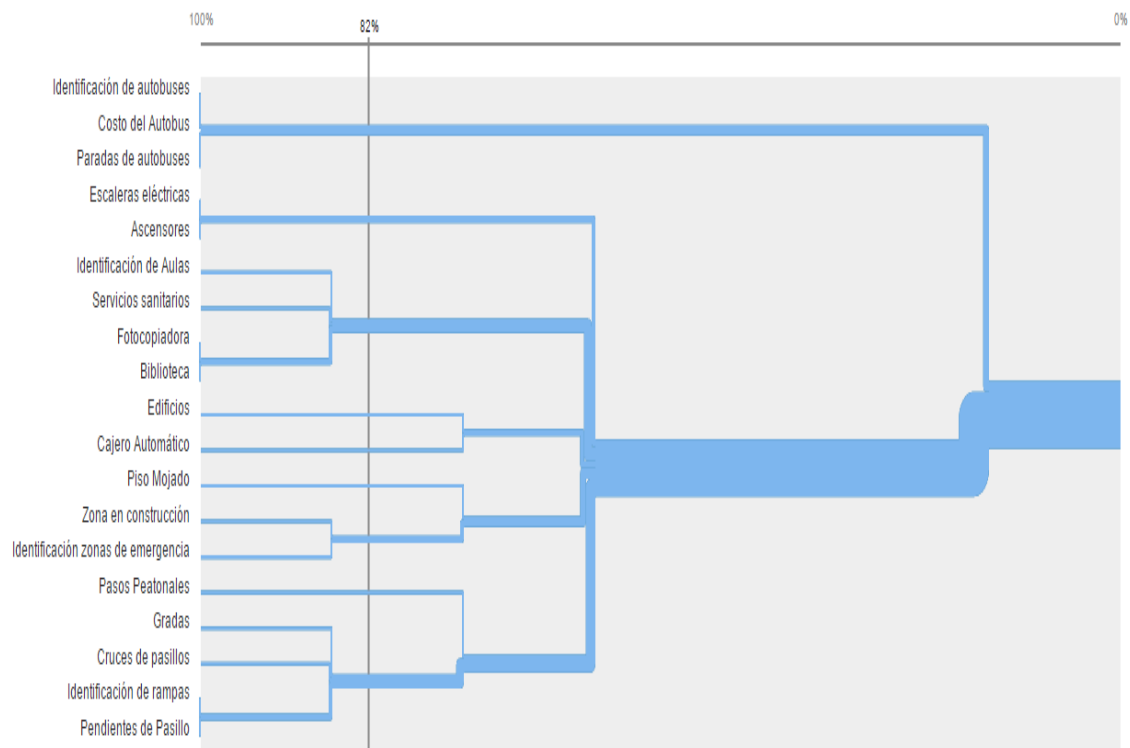 100%
82%
0%
Identificación de autobuses
Costo del Autobus
Paradas de autobuses
Escaleras eléctricas
Ascensores
Identificación de Aulas
Servicios sanitarios
Fotocopiadora
Biblioteca
Edificios
Cajero Automático
Piso Mojado
Zona en construcción
Identificación zonas de emergencia
Pasos Peatonales
Gradas
Cruces de pasillos
Identificación de rampas
Pendientes de Pasillo